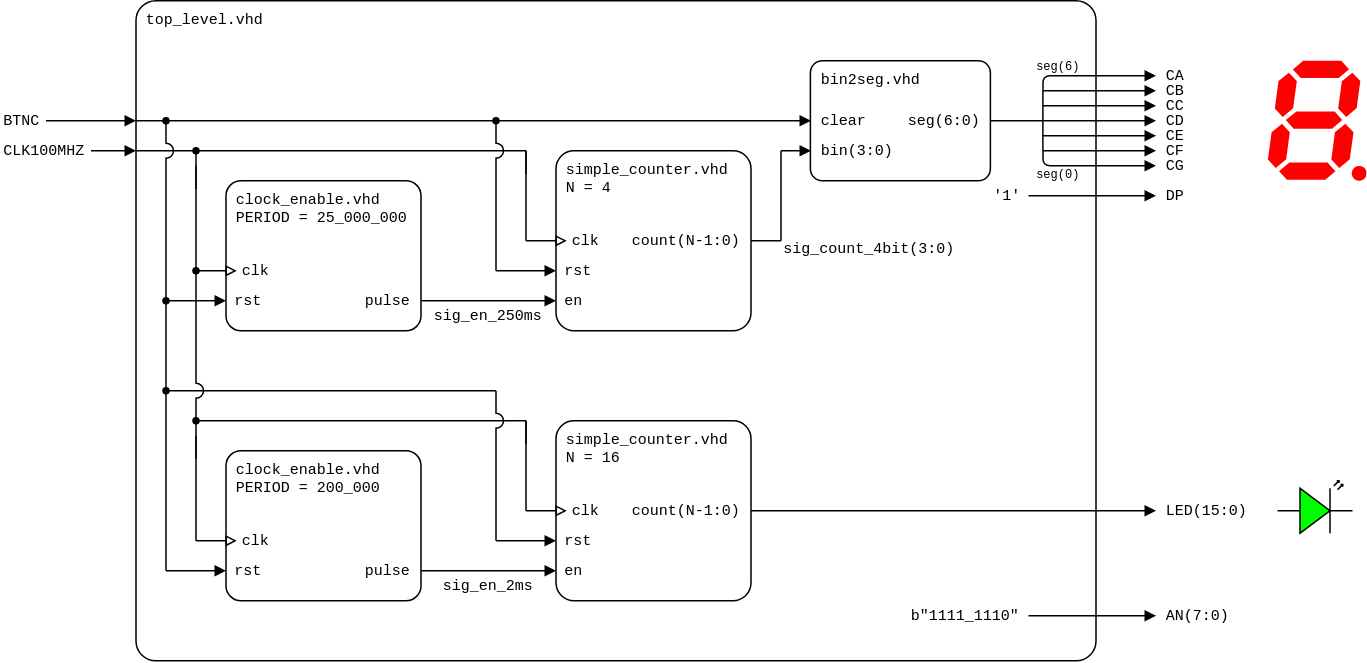 top_level.vhd
bin2seg.vhd
clear seg(6:0)
bin(3:0)
seg(6)
CA
CB
CC
CD
CE
CF
CG
seg(0)
'1'
DP
BTNC
CLK100MHZ
clock_enable.vhd
PERIOD = 25_000_000
clk
rst pulse
sig_en_250ms
simple_counter.vhd
N = 4
clk count(N-1:0)
rst
en
sig_count_4bit(3:0)
clock_enable.vhd
PERIOD = 200_000
clk
rst pulse
sig_en_2ms
simple_counter.vhd
N = 16
clk count(N-1:0)
rst
en
LED(15:0)
b"1111_1110"
AN(7:0)